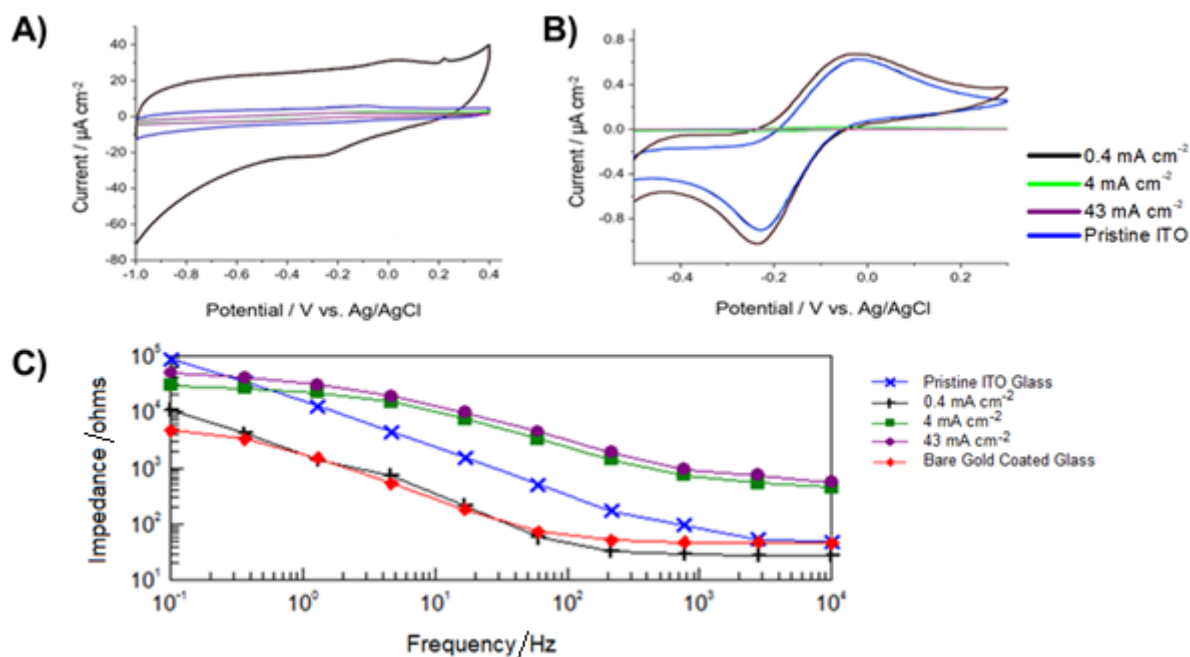 A)
Current / µA cm⁻²
40
20
0
-20
-40
-60
-80
-1.0 -0.8 -0.6 -0.4 -0.2 0.0 0.2 0.4
Potential / V vs. Ag/AgCl
B)
Current / µA cm⁻²
0.8
0.4
0.0
-0.4
-0.8
-0.4 -0.2 0.0 0.2
Potential / V vs. Ag/AgCl
0.4 mA cm⁻²
4 mA cm⁻²
43 mA cm⁻²
Pristine ITO
C)
Impedance /ohms
10⁵
10⁴
10³
10²
10¹
10⁻¹ 10⁰ 10¹ 10² 10³ 10⁴
Frequency/Hz
Pristine ITO Glass
0.4 mA cm⁻²
4 mA cm⁻²
43 mA cm⁻²
Bare Gold Coated Glass